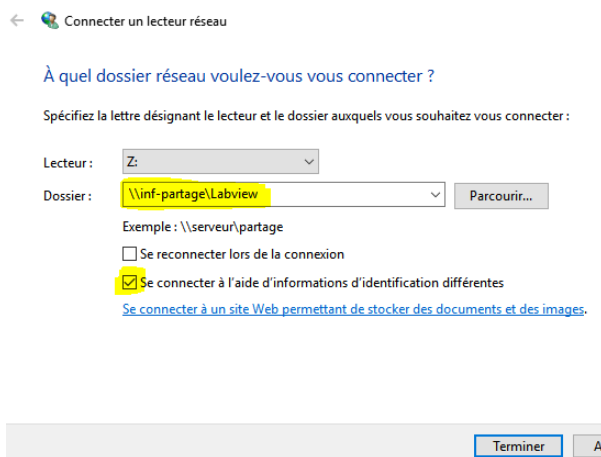 Connecter un lecteur réseau
À quel dossier réseau voulez-vous vous connecter ?
Spécifiez la lettre désignant le lecteur et le dossier auxquels vous souhaitez vous connecter :
Lecteur : Z:
Dossier : \\inf-partage\Labview Parcourir...
Exemple : \\serveur\partage
Se reconnecter lors de la connexion
Se connecter à l'aide d'informations d'identification différentes
Se connecter à un site Web permettant de stocker des documents et des images.
Terminer A